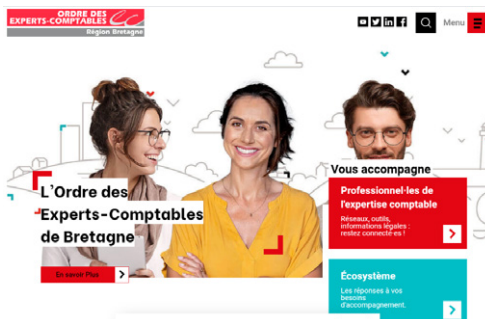 ORDRE DES
EXPERTS-COMPTABLES
Région Bretagne
Menu
L'Ordre des
Experts-Comptables
de Bretagne
En savoir Plus
Vous accompagne
Professionnel·les de
l'expertise comptable
Réseaux, outils,
informations légales :
restez connecté·es !
Écosystème
Les réponses à vos
besoins
d'accompagnement.